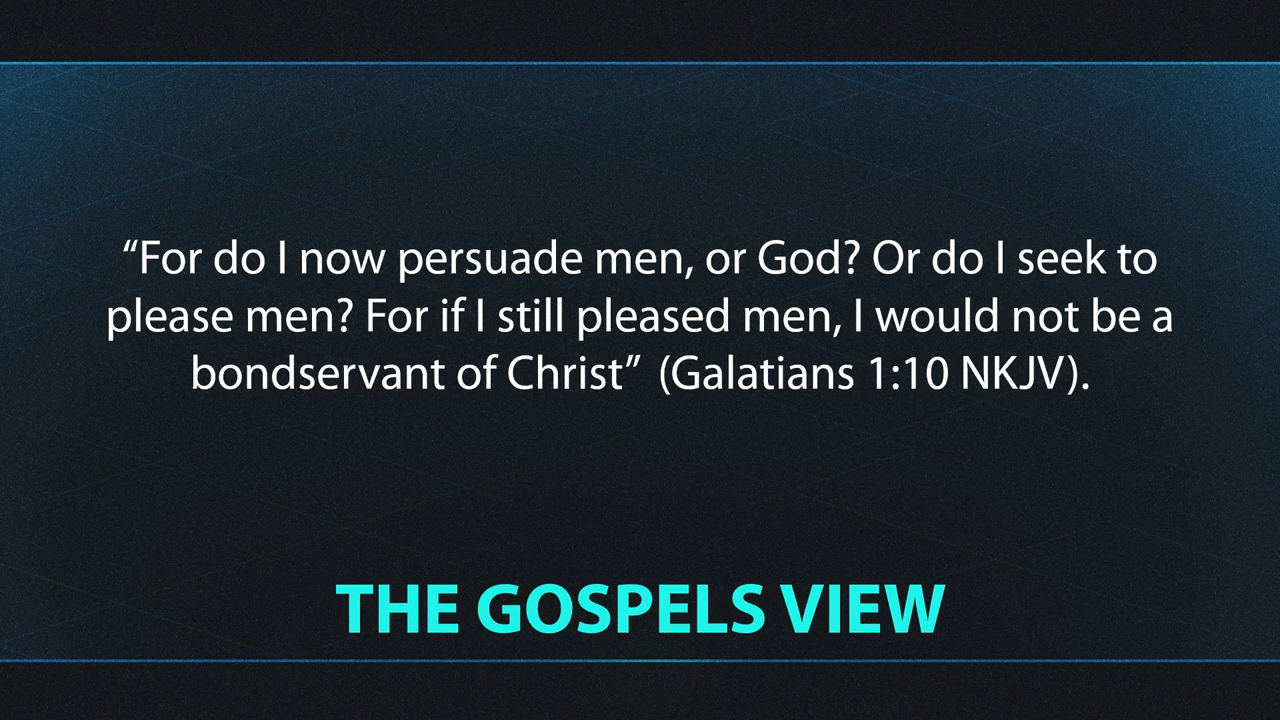 “For do I now persuade men, or God? Or do I seek to
please men? For if I still pleased men, I would not be a
bondservant of Christ”  (Galatians 1:10 NKJV).
THE GOSPELS VIEW